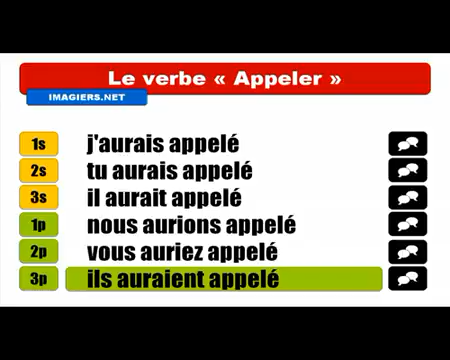 Le verbe « Appeler »
IMAGIERS.NET
1s j'aurais appelé
2s tu aurais appelé
3s il aurait appelé
1p nous aurions appelé
2p vous auriez appelé
3p ils auraient appelé